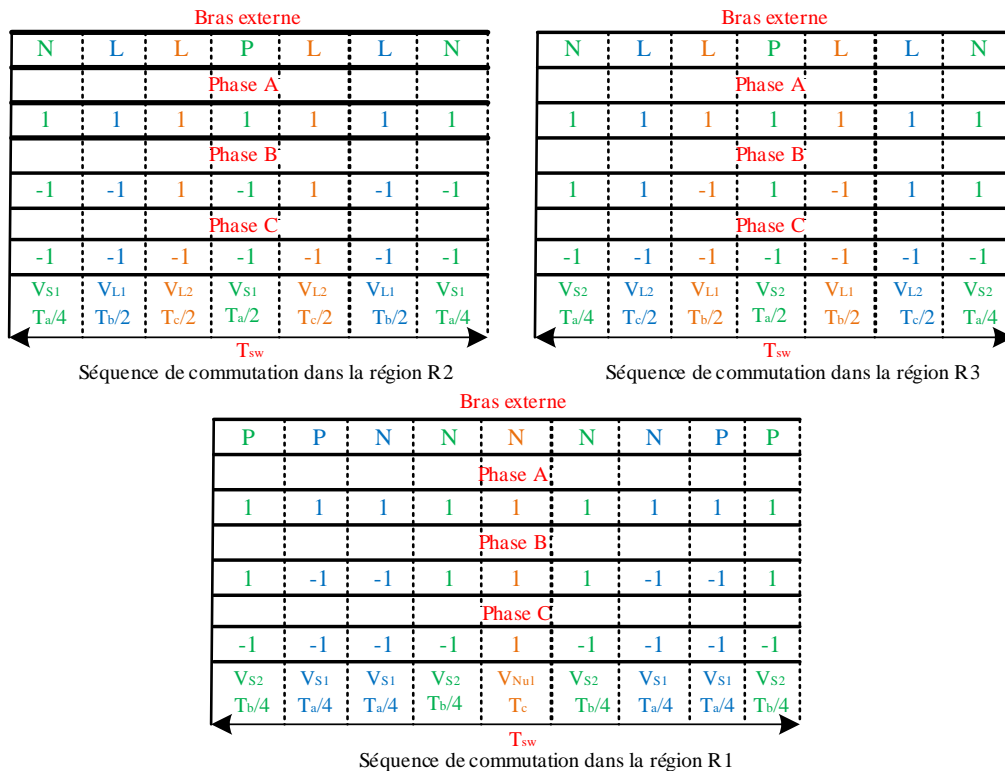 Bras externe
N L L P L L N
Phase A
1 1 1 1 1 1 1
Phase B
-1 -1 1 -1 1 -1 -1
Phase C
-1 -1 -1 -1 -1 -1 -1
VS1 VL1 VL2 VS1 VL2 VL1 VS1
Ta/4 Tb/2 Tc/2 Ta/2 Tc/2 Tb/2 Ta/4
Tsw
Séquence de commutation dans la région R2
Bras externe
N L L P L L N
Phase A
1 1 1 1 1 1 1
Phase B
1 1 -1 1 -1 1 1
Phase C
-1 -1 -1 -1 -1 -1 -1
VS2 VL2 VL1 VS2 VL1 VL2 VS2
Ta/4 Tc/2 Tb/2 Ta/2 Tb/2 Tc/2 Ta/4
Tsw
Séquence de commutation dans la région R3
Bras externe
P P N N N N N P P
Phase A
1 1 1 1 1 1 1 1 1
Phase B
1 -1 -1 1 1 1 -1 -1 1
Phase C
-1 -1 -1 -1 1 -1 -1 -1 -1
VS2 VS1 VS1 VS2 VNul VS2 VS1 VS1 VS2
Tb/4 Ta/4 Ta/4 Tb/4 Tc Tb/4 Ta/4 Ta/4 Tb/4
Tsw
Séquence de commutation dans la région R1